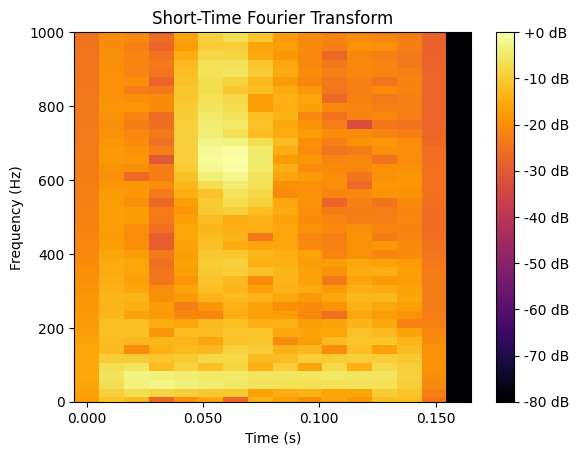 Short-Time Fourier Transform
1000
800
600
400
200
0
Frequency (Hz)
0.000
0.050
0.100
0.150
Time (s)
+0 dB
-10 dB
-20 dB
-30 dB
-40 dB
-50 dB
-60 dB
-70 dB
-80 dB